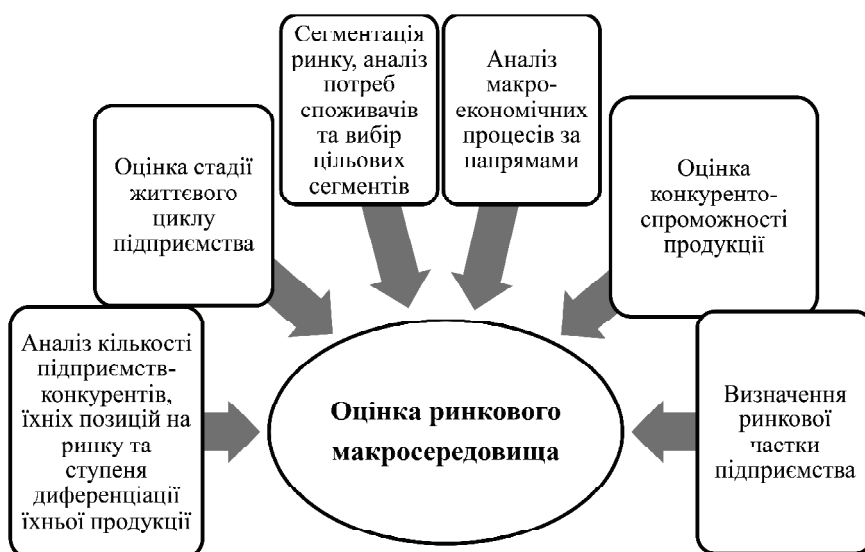 Сегментація
ринку, аналіз
потреб
споживачів
та вибір
цільових
сегментів
Аналіз
макро-
економічних
процесів за
напрямами
Оцінка стадії
життєвого
циклу
підприємства
Оцінка
конкуренто-
спроможності
продукції
Аналіз кількості
підприємств-
конкурентів,
їхніх позицій на
ринку та
ступеня
диференціації
їхньої продукції
Оцінка ринкового
макросередовища
Визначення
ринкової
частки
підприємства